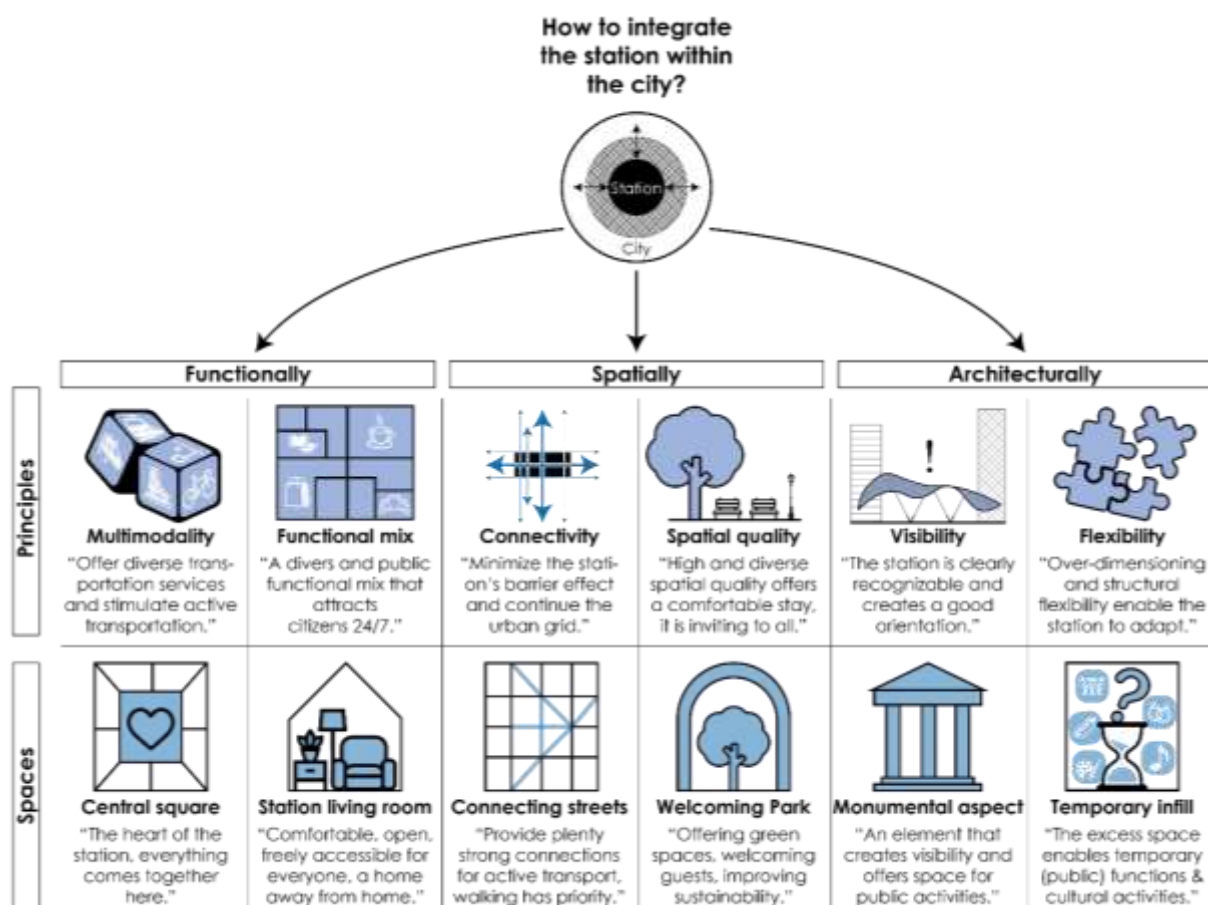 How to integrate
the station within
the city?
Station
City
Functionally
Spatially
Architecturally
Principles
Multimodality
"Offer diverse trans-
portation services
and stimulate active
transportation."
Functional mix
"A divers and public
functional mix that
attracts
citizens 24/7."
Connectivity
"Minimize the stati-
on's barrier effect
and continue the
urban grid."
Spatial quality
"High and diverse
spatial quality offers
a comfortable stay,
it is inviting to all."
Visibility
"The station is clearly
recognizable and
creates a good
orientation."
Flexibility
"Over-dimensioning
and structural
flexibility enable the
station to adapt."
Spaces
Central square
"The heart of the
station, everything
comes together
here."
Station living room
"Comfortable, open,
freely accessible for
everyone, a home
away from home."
Connecting streets
"Provide plenty
strong connections
for active transport,
walking has priority."
Welcoming Park
"Offering green
spaces, welcoming
guests, improving
sustainability."
Monumental aspect
"An element that
creates visibility and
offers space for
public activities."
Temporary infill
"The excess space
enables temporary
(public) functions &
cultural activities."